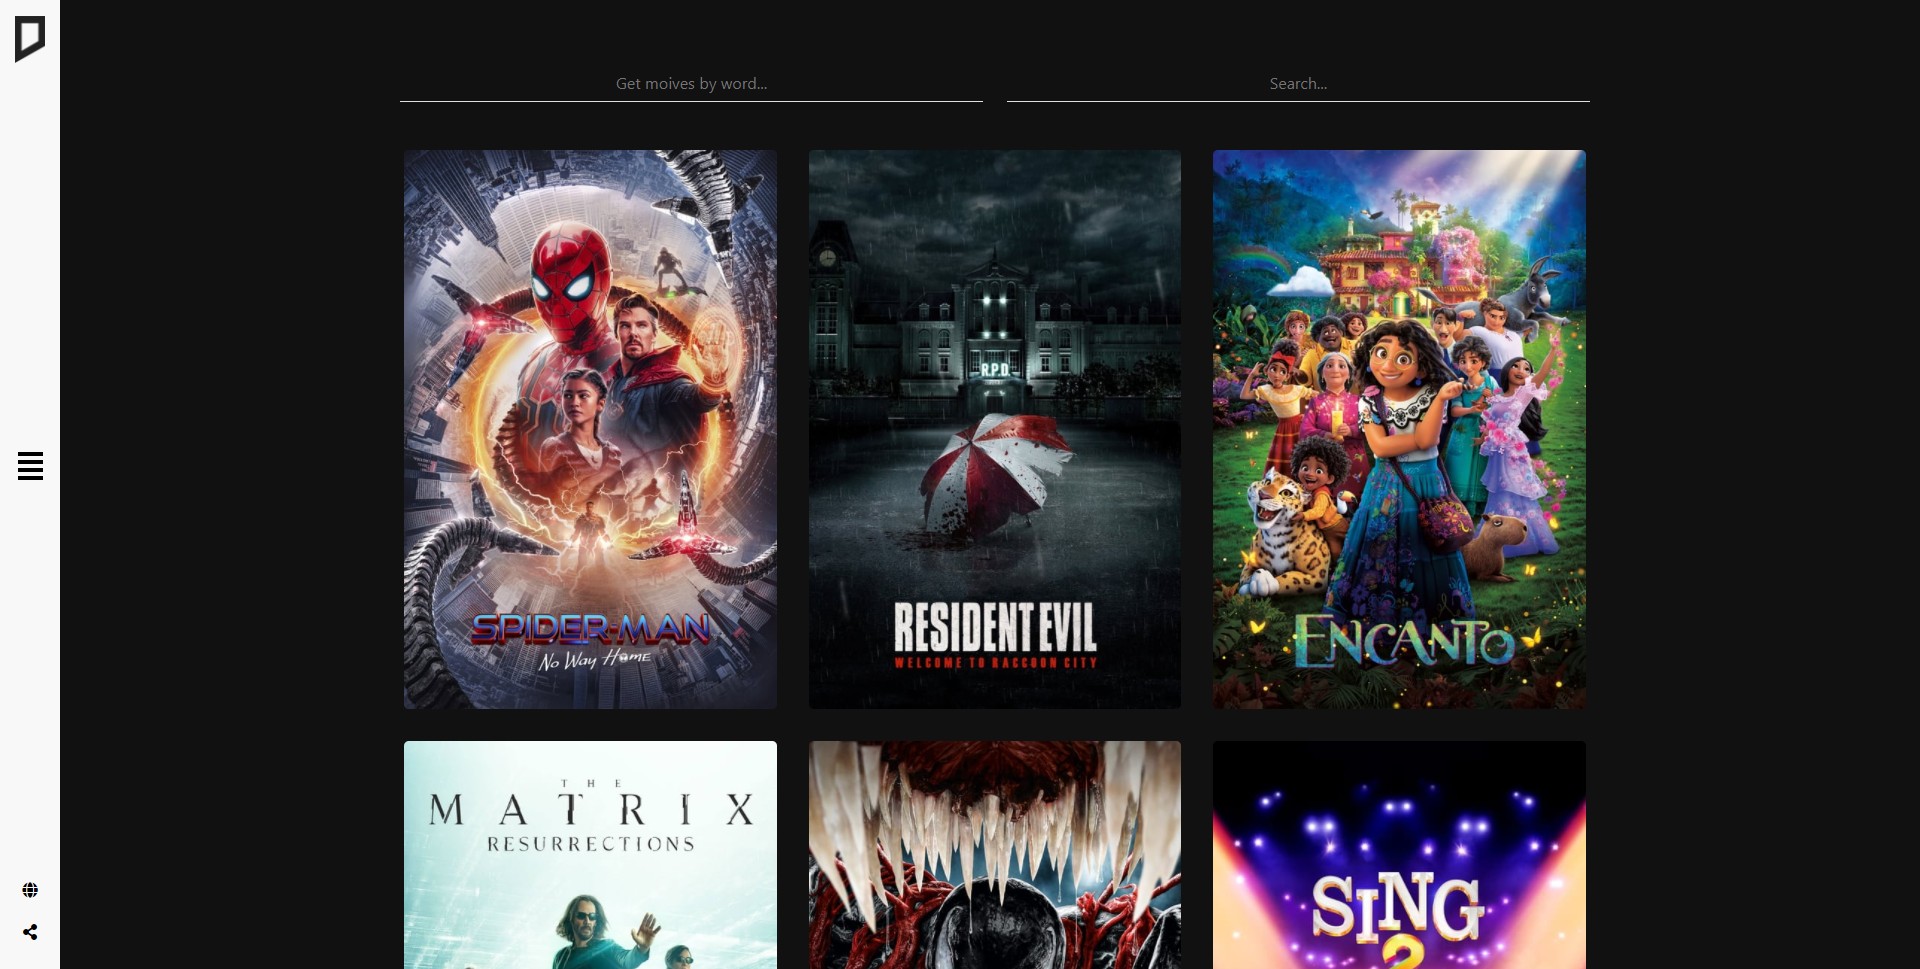 Get moives by word...
Search...
R.P.D.
SPIDER-MAN
No Way Home
RESIDENT EVIL
WELCOME TO RACCOON CITY
ENCANTO
THE
MATRIX
RESURRECTIONS
SING
2